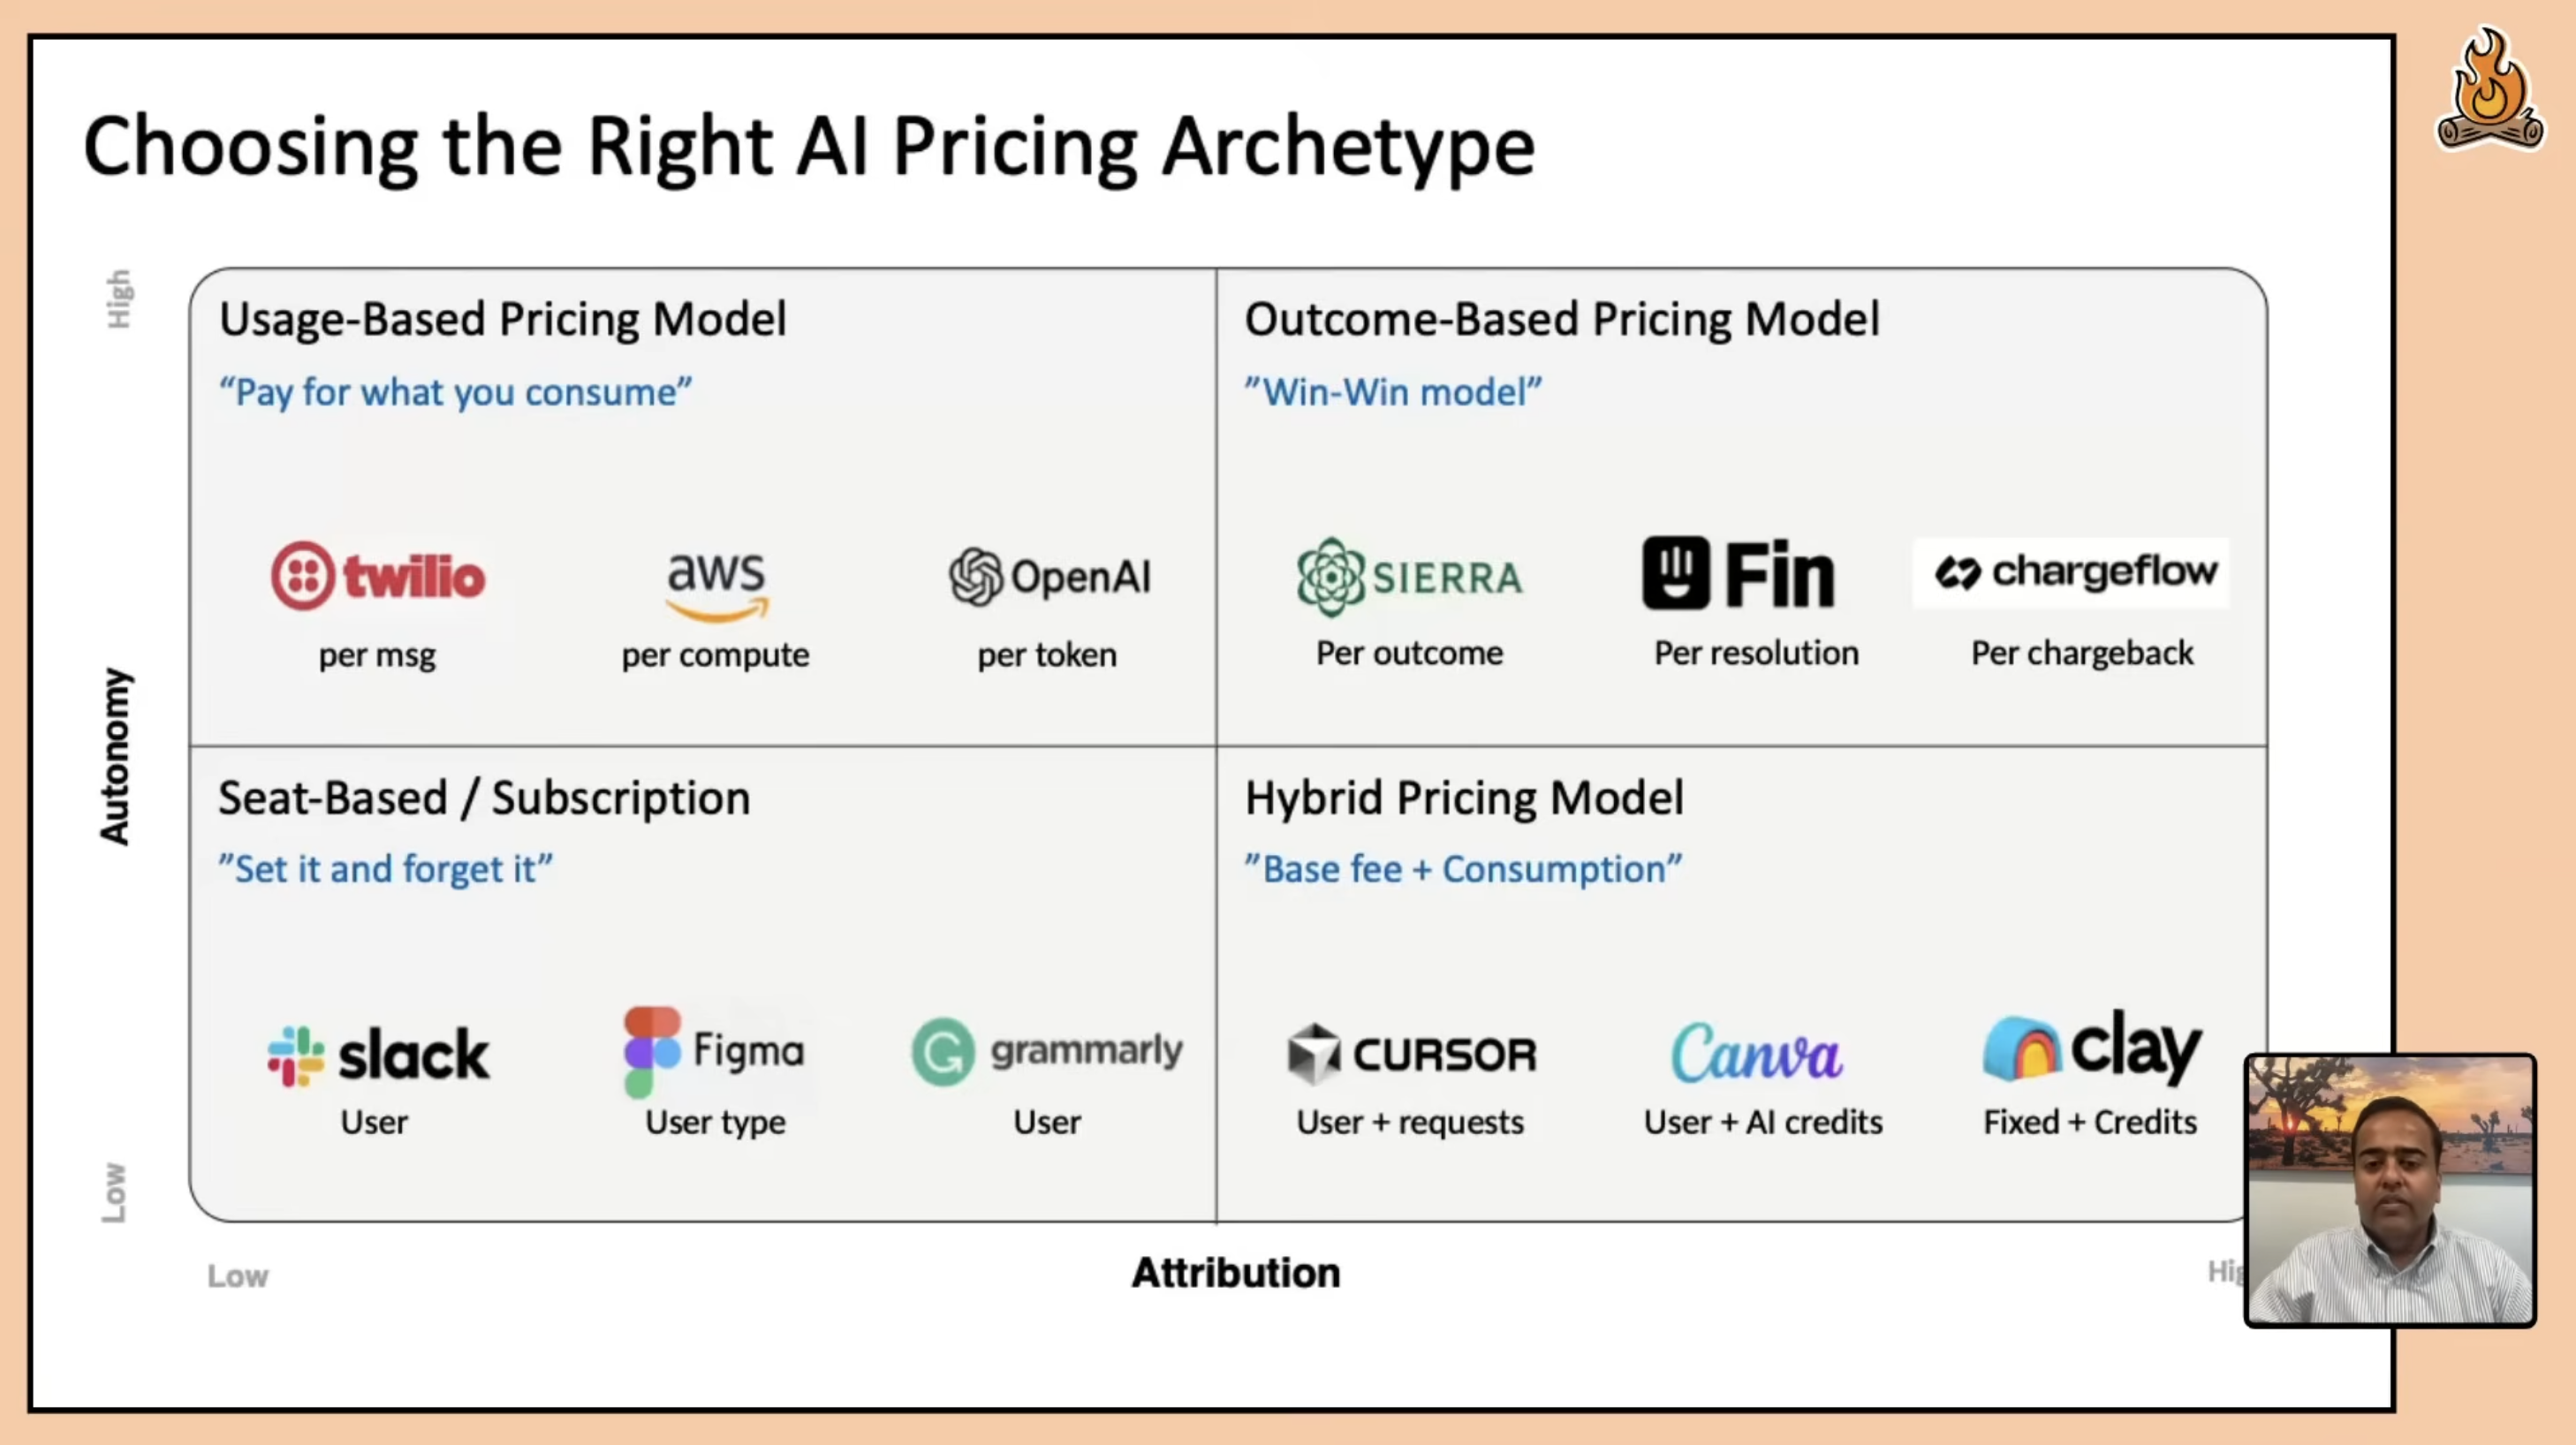 Choosing the Right AI Pricing Archetype
High
Autonomy
Low
Usage-Based Pricing Model
“Pay for what you consume”
twilio
per msg
aws
per compute
OpenAI
per token
Outcome-Based Pricing Model
”Win-Win model”
SIERRA
Per outcome
Fin
Per resolution
chargeflow
Per chargeback
Seat-Based / Subscription
”Set it and forget it”
slack
User
Figma
User type
grammarly
User
Hybrid Pricing Model
”Base fee + Consumption”
CURSOR
User + requests
Canva
User + AI credits
clay
Fixed + Credits
Low
Attribution